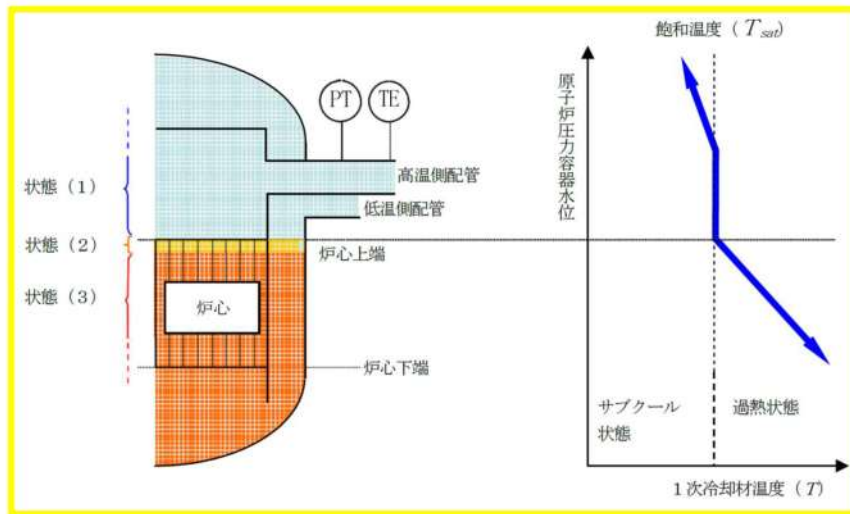 飽和温度（Tsat）
PT
TE
原子炉圧力容器水位
高温側配管
状態（1）
低温側配管
状態（2）
炉心上端
状態（3）
炉心
炉心下端
サブクール
状態
過熱状態
1次冷却材温度（T）